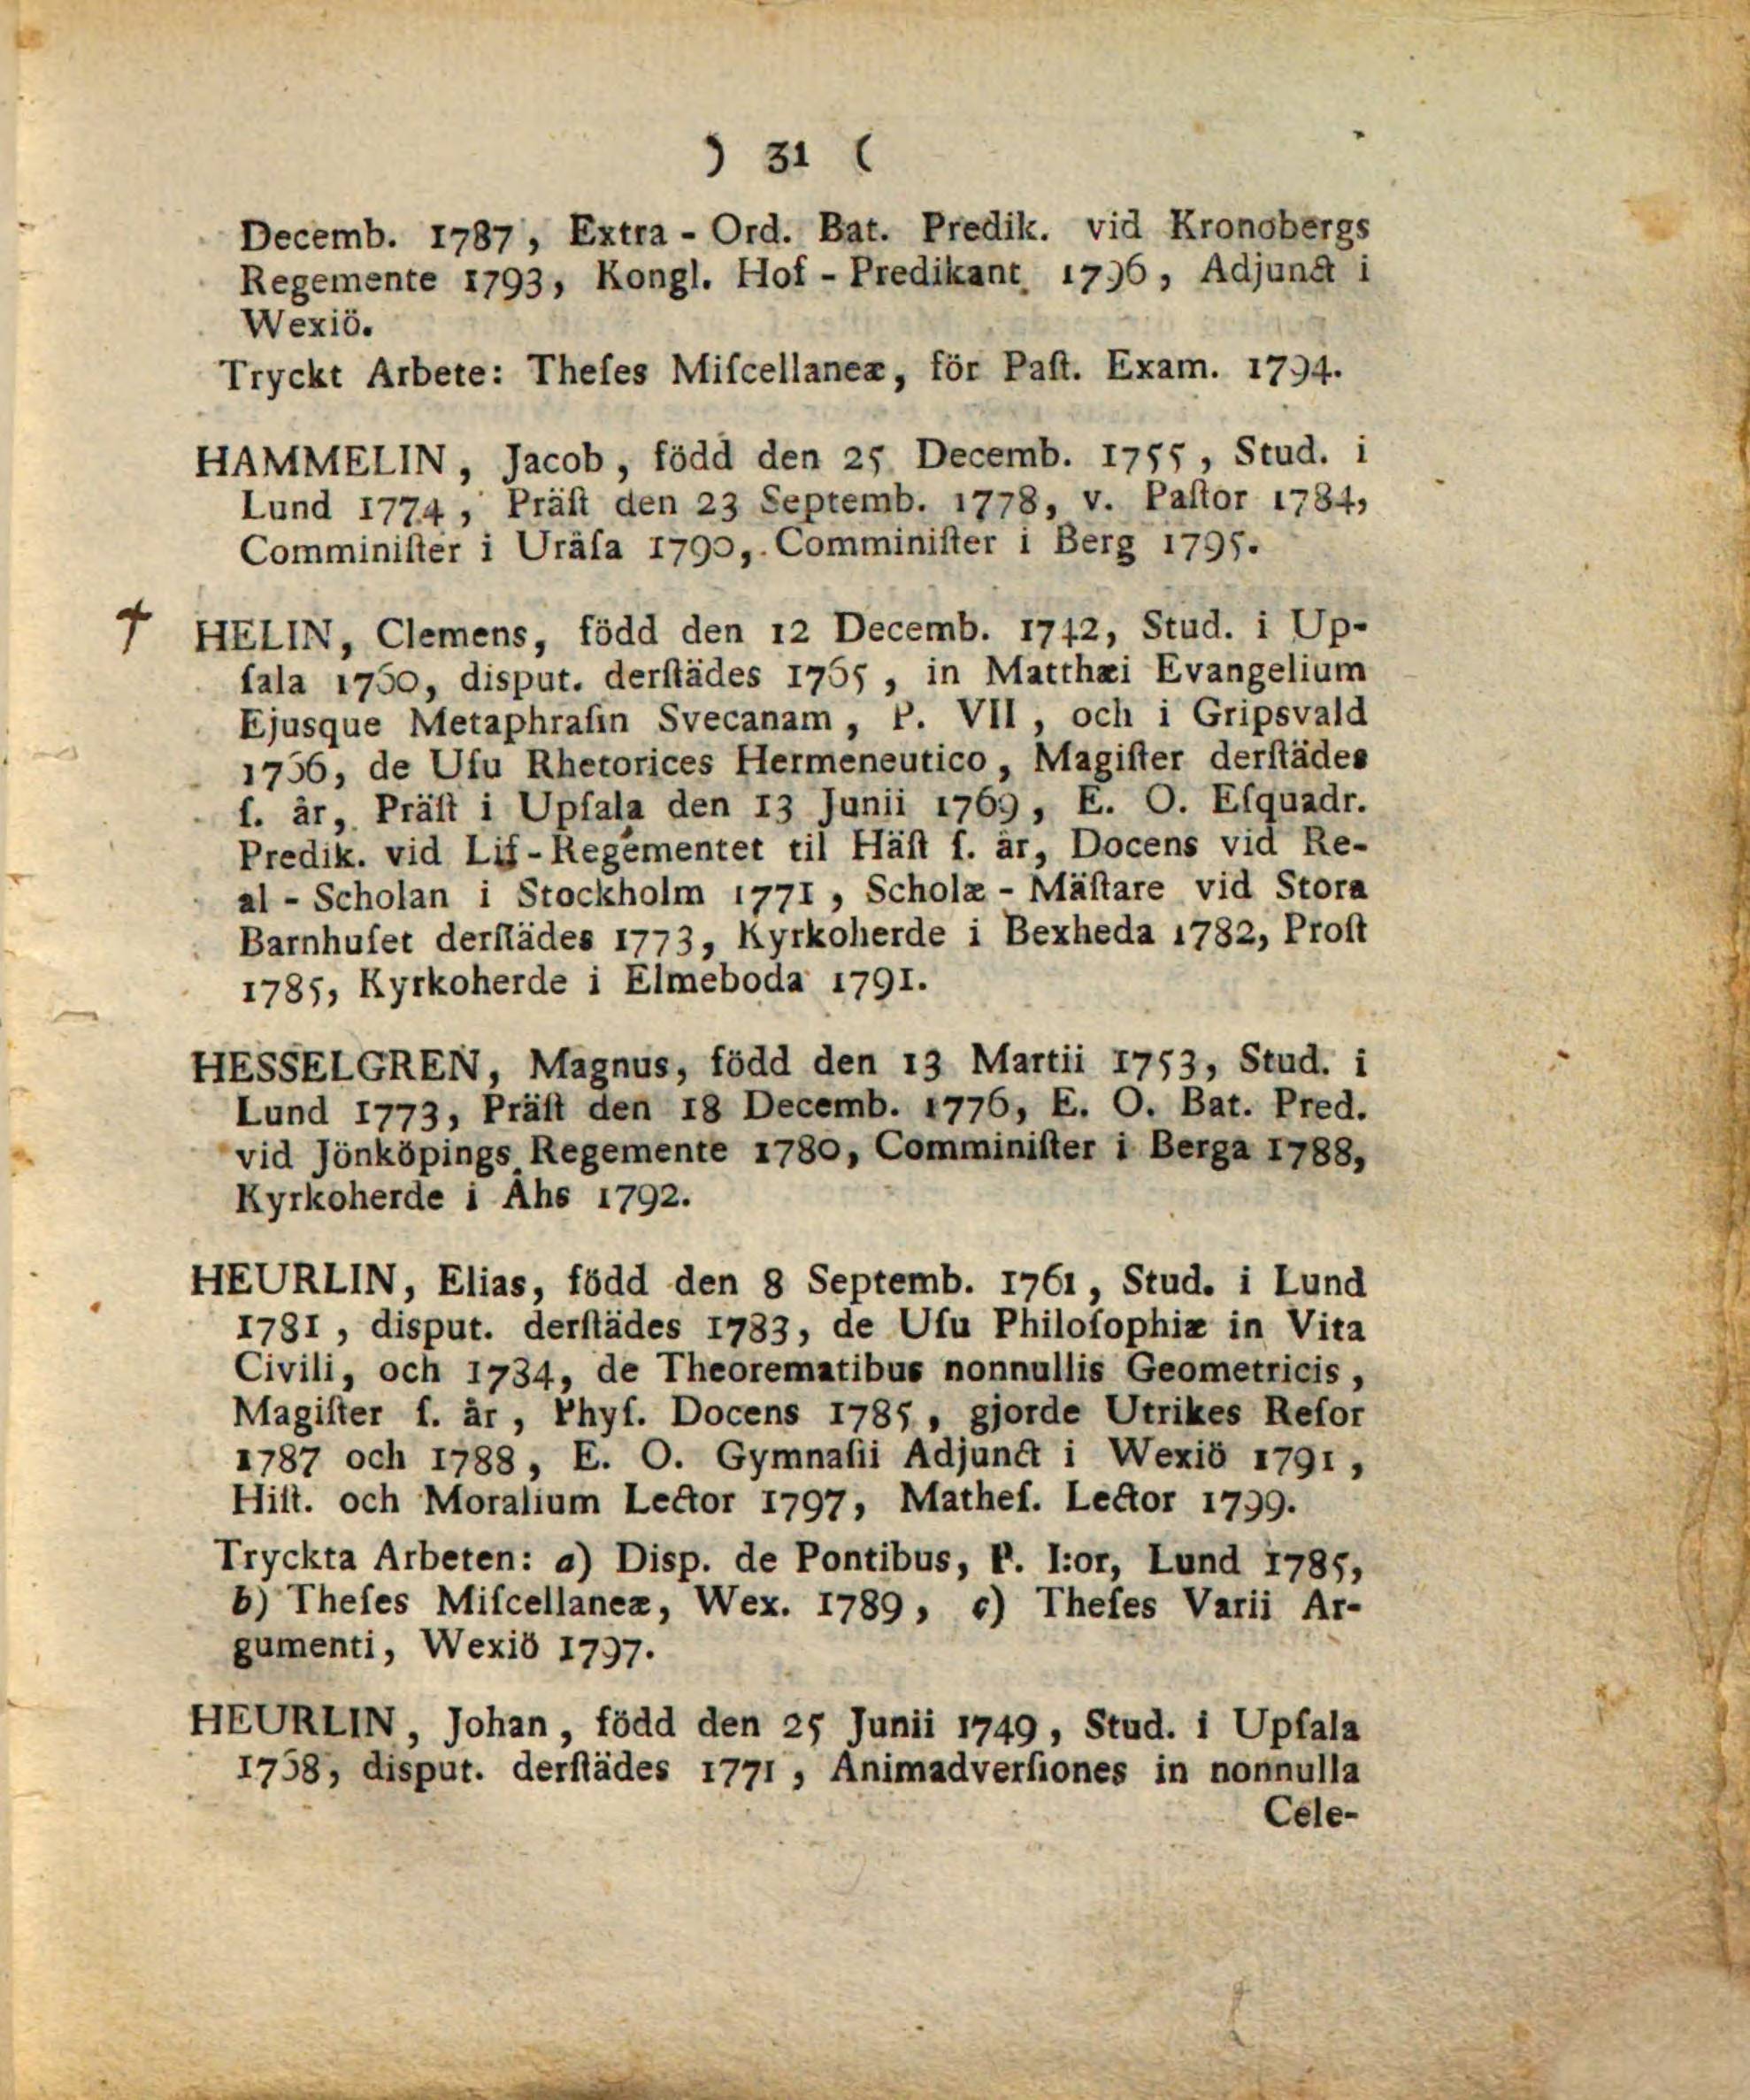 ) 31 (
Decemb. 1787, Extra - Ord. Bat. Predik. vid Kronobergs
Regemente 1793, Kongl. Hof - Predikant 1796, Adjunct i
Wexiö.
Tryckt Arbete: Theſes Miſcellaneæ, för Paſt. Exam. 1794.
HAMMELIN, Jacob, född den 25 Decemb. 1755, Stud. i
Lund 1774, Präſt den 23 Septemb. 1778, v. Paſtor 1784,
Comminiſter i Uråſa 1790, Comminiſter i Berg 1795.
† HELIN, Clemens, född den 12 Decemb. 1742, Stud. i Up-
ſala 1760, disput. derſtädes 1765, in Matthæi Evangelium
Ejusque Metaphraſin Svecanam, P. VII, och i Gripsvald
1766, de Uſu Rhetorices Hermeneutico, Magiſter derſtädes
ſ. år, Präſt i Upſala den 13 Junii 1769, E. O. Eſquadr.
Predik. vid Lif-Regementet til Häſt ſ. år, Docens vid Re-
al - Scholan i Stockholm 1771, Scholæ - Mäſtare vid Stora
Barnhuſet derſtädes 1773, Kyrkoherde i Bexheda 1782, Proſt
1785, Kyrkoherde i Elmeboda 1791.
HESSELGREN, Magnus, född den 13 Martii 1753, Stud. i
Lund 1773, Präſt den 18 Decemb. 1776, E. O. Bat. Pred.
vid Jönköpings Regemente 1780, Comminiſter i Berga 1788,
Kyrkoherde i Åhs 1792.
HEURLIN, Elias, född den 8 Septemb. 1761, Stud. i Lund
1781, disput. derſtädes 1783, de Uſu Philoſophiæ in Vita
Civili, och 1784, de Theorematibus nonnullis Geometricis,
Magiſter ſ. år, Phyſ. Docens 1785, gjorde Utrikes Reſor
1787 och 1788, E. O. Gymnaſii Adjunct i Wexiö 1791,
Hiſt. och Moralium Lector 1797, Matheſ. Lector 1799.
Tryckta Arbeten: a) Disp. de Pontibus, P. I:or, Lund 1785,
b) Theſes Miſcellaneæ, Wex. 1789, c) Theſes Varii Ar-
gumenti, Wexiö 1797.
HEURLIN, Johan, född den 25 Junii 1749, Stud. i Upſala
1768, disput. derſtädes 1771, Animadverſiones in nonnulla
Cele-